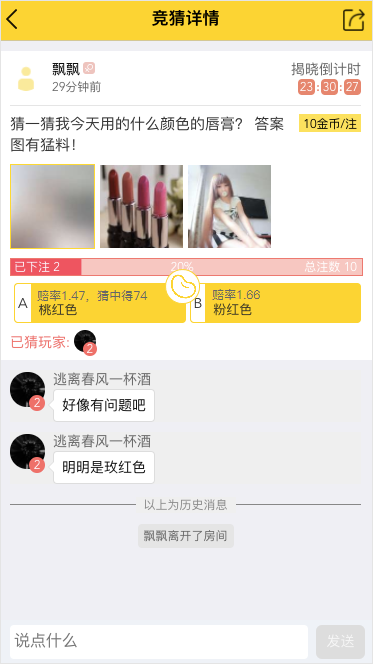 竞猜详情
飘飘
揭晓倒计时
29分钟前
23:30:27
猜一猜我今天用的什么颜色的唇膏? 答案
10金币/注
图有猛料!
已下注 2
20%
总注数 10
A
赔率1.47，猜中得74
桃红色
B
赔率1.66
粉红色
已猜玩家:
2
逃离春风一杯酒
2
好像有问题吧
逃离春风一杯酒
2
明明是玫红色
以上为历史消息
飘飘离开了房间
说点什么
发送